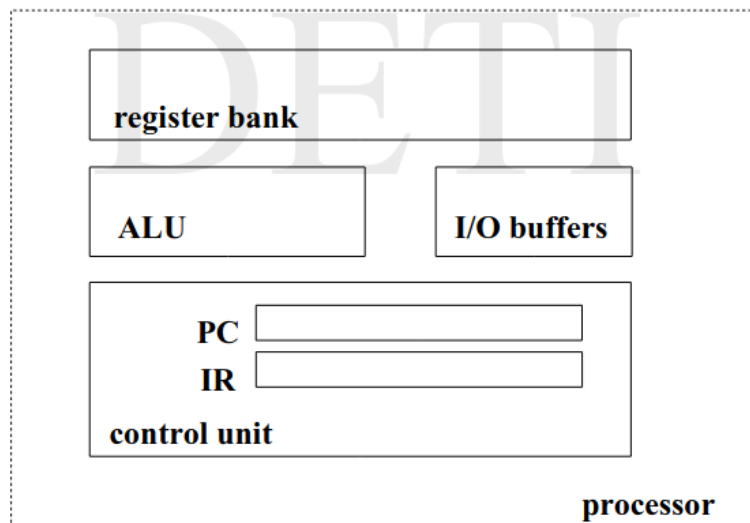 DETI
register bank
ALU
I/O buffers
PC
IR
control unit
processor